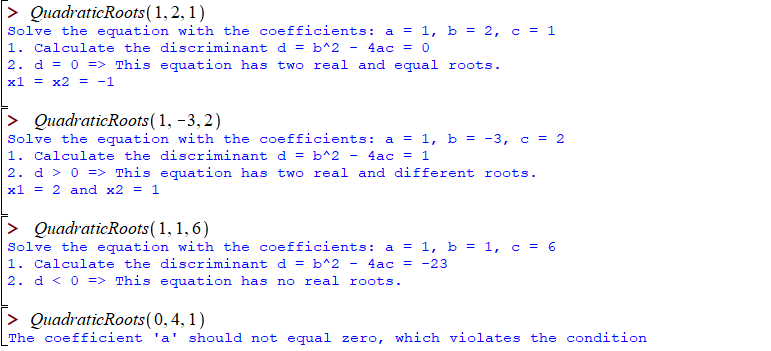 > QuadraticRoots(1, 2, 1)
Solve the equation with the coefficients: a = 1, b = 2, c = 1
1. Calculate the discriminant d = b^2 - 4ac = 0
2. d = 0 => This equation has two real and equal roots.
x1 = x2 = -1
> QuadraticRoots(1, −3, 2)
Solve the equation with the coefficients: a = 1, b = -3, c = 2
1. Calculate the discriminant d = b^2 - 4ac = 1
2. d > 0 => This equation has two real and different roots.
x1 = 2 and x2 = 1
> QuadraticRoots(1, 1, 6)
Solve the equation with the coefficients: a = 1, b = 1, c = 6
1. Calculate the discriminant d = b^2 - 4ac = -23
2. d < 0 => This equation has no real roots.
> QuadraticRoots(0, 4, 1)
The coefficient 'a' should not equal zero, which violates the condition